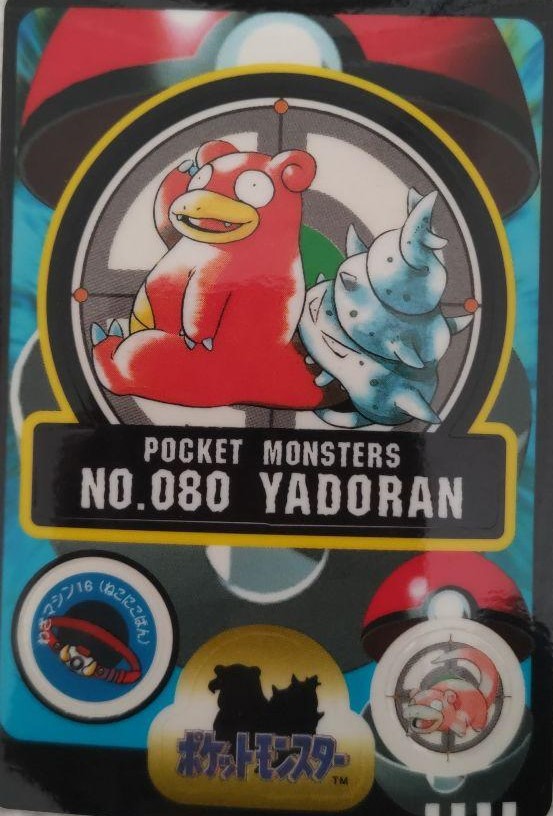 POCKET MONSTERS
NO.080 YADORAN
わざマシン16(ねこにこばん)
ポケットモンスター
TM